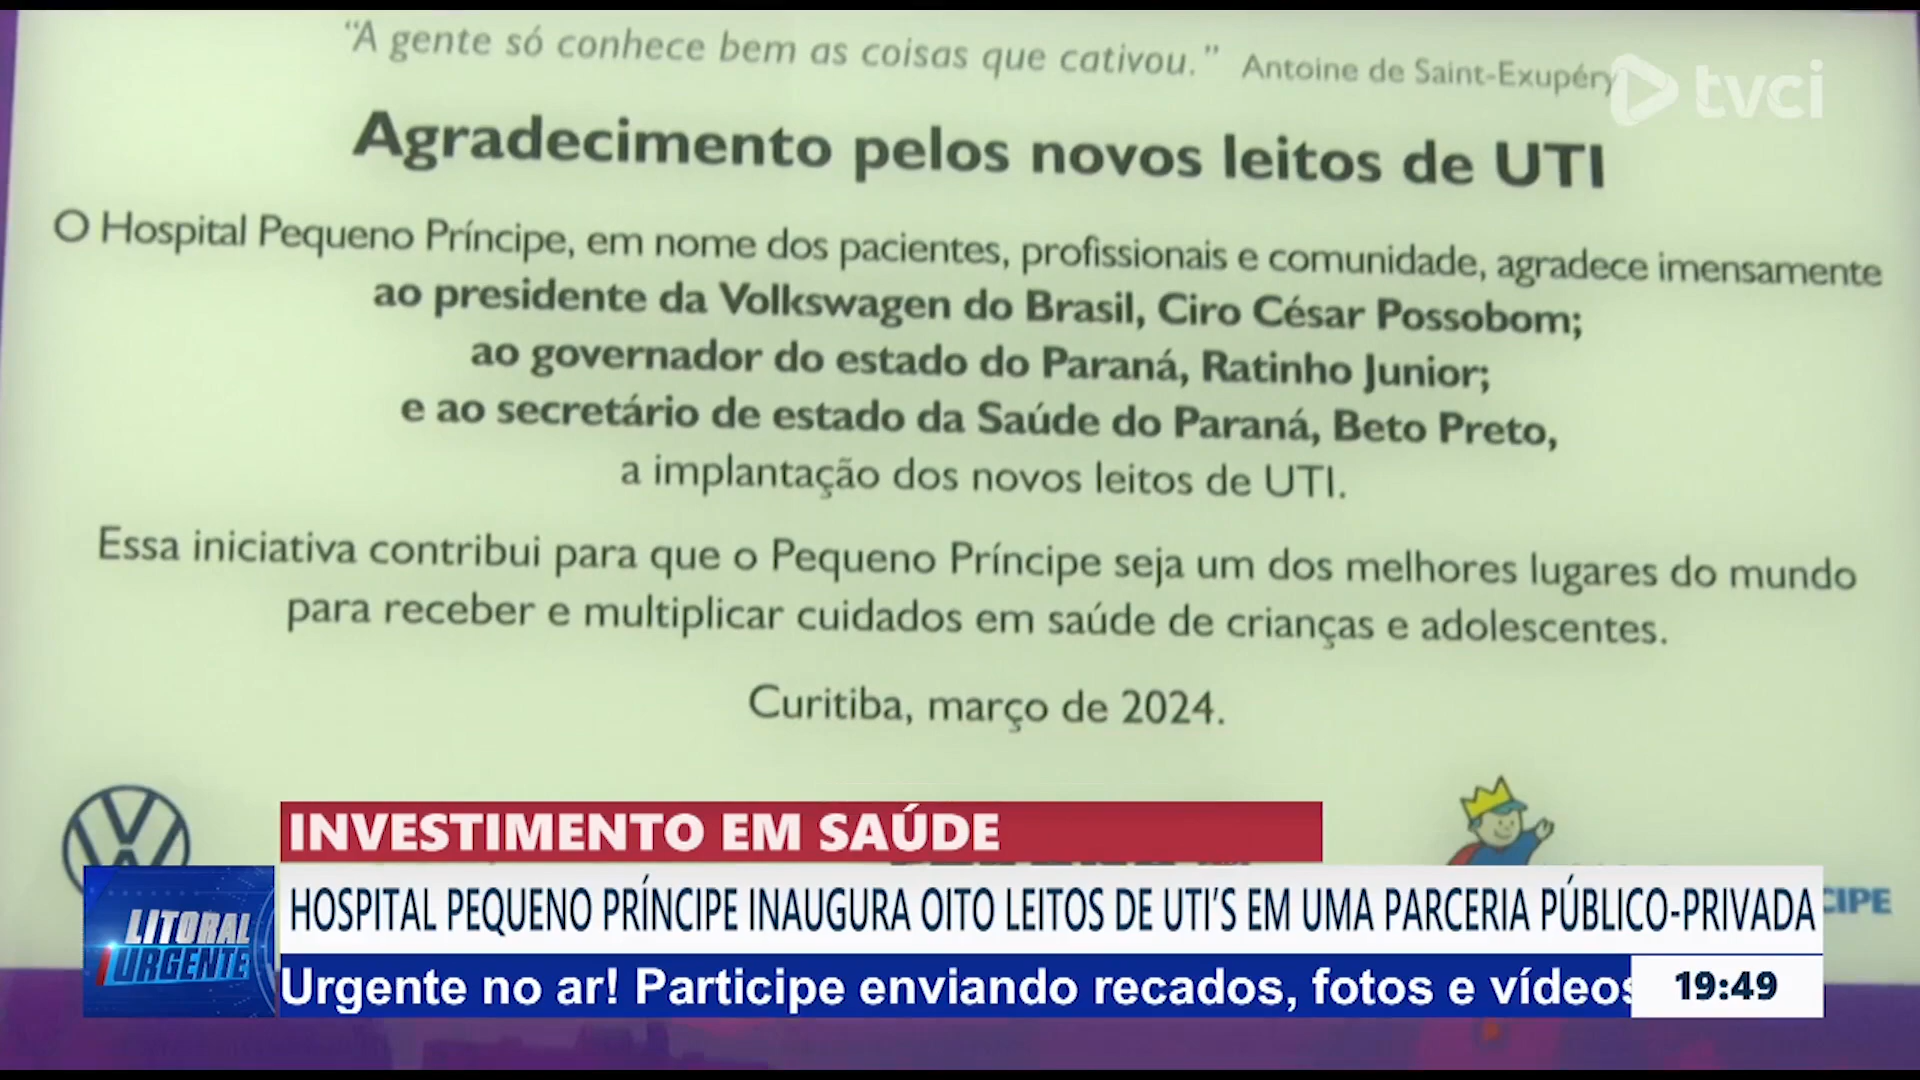 “A gente só conhece bem as coisas que cativou.” Antoine de Saint-Exupéry
tvci
Agradecimento pelos novos leitos de UTI
O Hospital Pequeno Príncipe, em nome dos pacientes, profissionais e comunidade, agradece imensamente
ao presidente da Volkswagen do Brasil, Ciro César Possobom;
ao governador do estado do Paraná, Ratinho Junior;
e ao secretário de estado da Saúde do Paraná, Beto Preto,
a implantação dos novos leitos de UTI.
Essa iniciativa contribui para que o Pequeno Príncipe seja um dos melhores lugares do mundo
para receber e multiplicar cuidados em saúde de crianças e adolescentes.
Curitiba, março de 2024.
INVESTIMENTO EM SAÚDE
HOSPITAL PEQUENO PRÍNCIPE INAUGURA OITO LEITOS DE UTI’S EM UMA PARCERIA PÚBLICO-PRIVADA
LITORAL
URGENTE
Urgente no ar! Participe enviando recados, fotos e vídeos
19:49